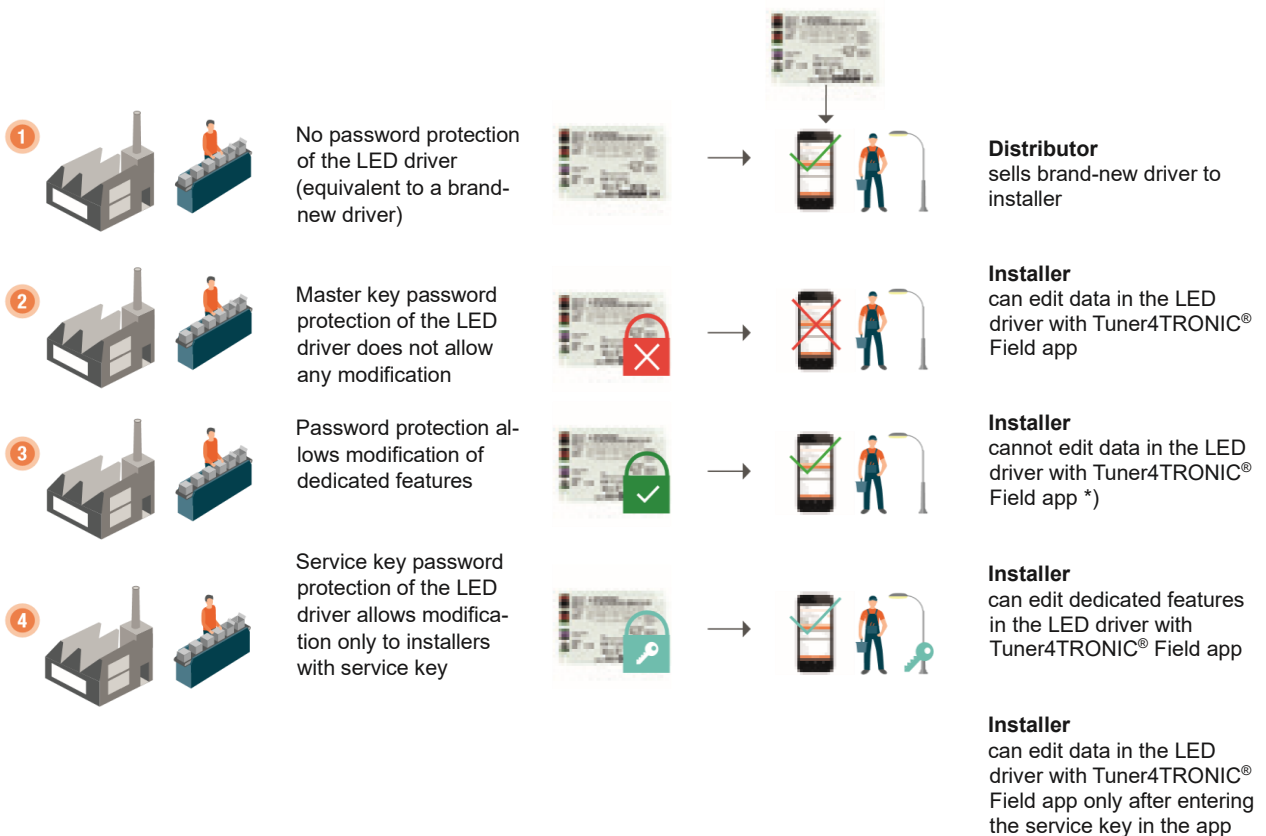 1
No password protection
of the LED driver
(equivalent to a brand-
new driver)
Distributor
sells brand-new driver to
installer
2
Master key password
protection of the LED
driver does not allow
any modification
Installer
can edit data in the LED
driver with Tuner4TRONIC®
Field app
3
Password protection al-
lows modification of
dedicated features
Installer
cannot edit data in the LED
driver with Tuner4TRONIC®
Field app *)
4
Service key password
protection of the LED
driver allows modifica-
tion only to installers
with service key
Installer
can edit dedicated features
in the LED driver with
Tuner4TRONIC® Field app
Installer
can edit data in the LED
driver with Tuner4TRONIC®
Field app only after entering
the service key in the app